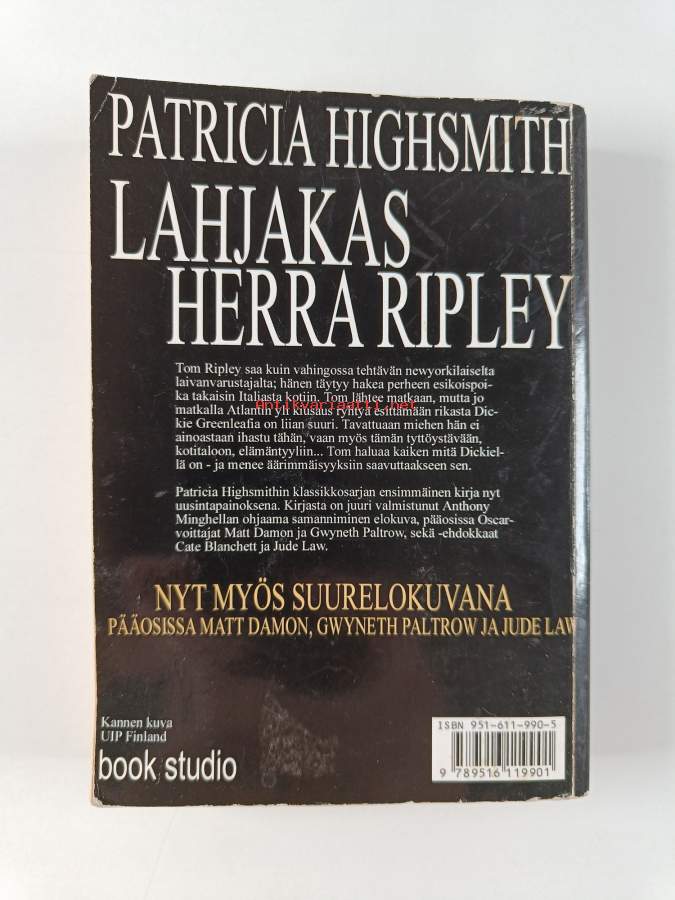 PATRICIA HIGHSMITH
LAHJAKAS
HERRA RIPLEY
Tom Ripley saa kuin vahingossa tehtävän newyorkilaiselta
laivanvarustajalta; hänen täytyy hakea perheen esikoispoi-
ka takaisin Italiasta kotiin. Tom lähtee matkaan, mutta jo
matkalla Atlantin yli kiusaus ryhtyä esittämään rikasta Dic-
kie Greenleafia on liian suuri. Tavattuaan miehen hän ei
ainoastaan ihastu tähän, vaan myös tämän tyttöystävään,
kotitaloon, elämäntyyliin... Tom haluaa kaiken mitä Dickiel-
lä on - ja menee äärimmäisyyksiin saavuttaakseen sen.
Patricia Highsmithin klassikkosarjan ensimmäinen kirja nyt
uusintapainoksena. Kirjasta on juuri valmistunut Anthony
Minghellan ohjaama samanniminen elokuva, pääosissa Oscar-
voittajat Matt Damon ja Gwyneth Paltrow, sekä -ehdokkaat
Cate Blanchett ja Jude Law.
NYT MYÖS SUURELOKUVANA
PÄÄOSISSA MATT DAMON, GWYNETH PALTROW JA JUDE LAW
Kannen kuva
UIP Finland
book studio
ISBN 951-611-990-5
9 789516 119901
Antikvariaatti.net